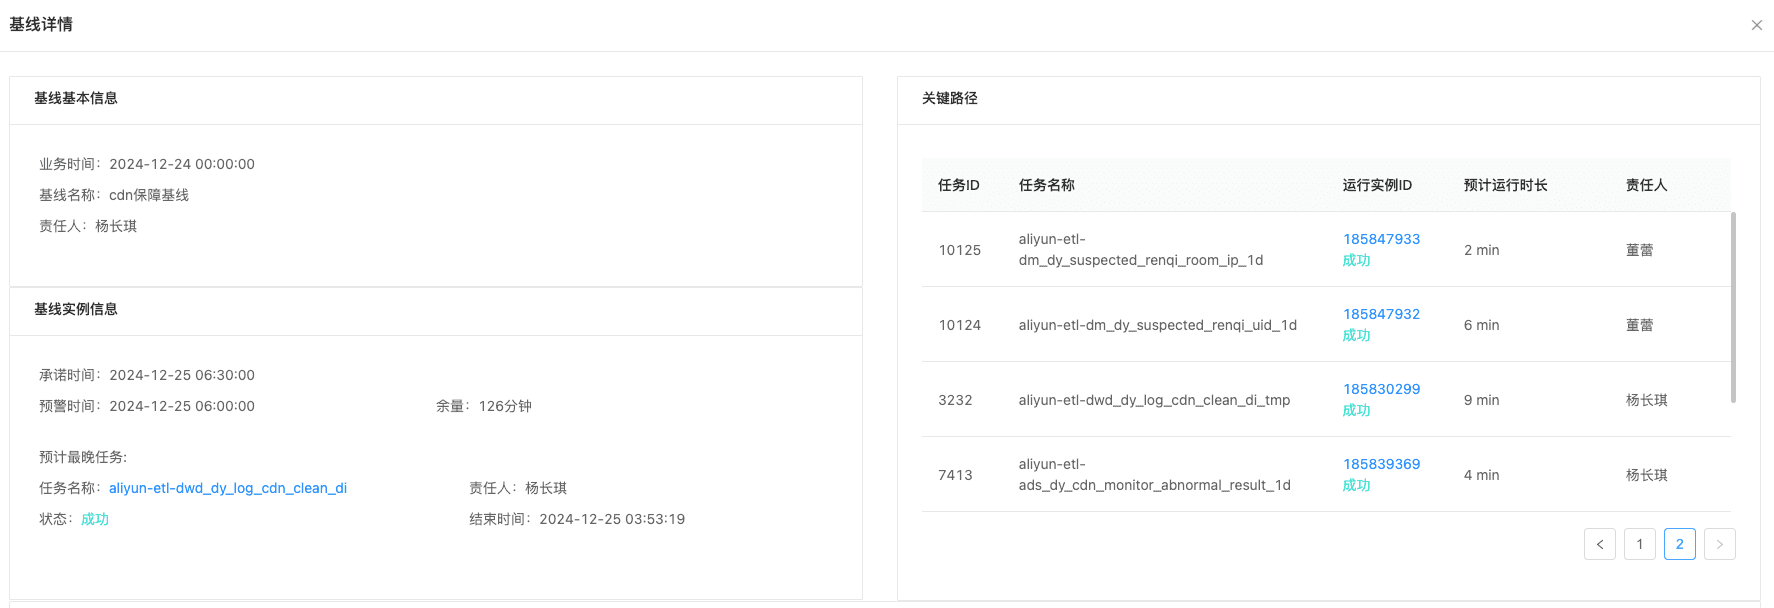 基线详情
基线基本信息
业务时间：2024-12-24 00:00:00
基线名称：cdn保障基线
责任人：杨长琪
基线实例信息
承诺时间：2024-12-25 06:30:00
预警时间：2024-12-25 06:00:00
余量：126分钟
预计最晚任务:
任务名称：aliyun-etl-dwd_dy_log_cdn_clean_di
责任人：杨长琪
状态：成功
结束时间：2024-12-25 03:53:19
关键路径
任务ID 任务名称 运行实例ID 预计运行时长 责任人
10125
aliyun-etl-
dm_dy_suspected_renqi_room_ip_1d
185847933
成功
2 min
董蕾
10124
aliyun-etl-dm_dy_suspected_renqi_uid_1d
185847932
成功
6 min
董蕾
3232
aliyun-etl-dwd_dy_log_cdn_clean_di_tmp
185830299
成功
9 min
杨长琪
7413
aliyun-etl-
ads_dy_cdn_monitor_abnormal_result_1d
185839369
成功
4 min
杨长琪
< 1 2 >